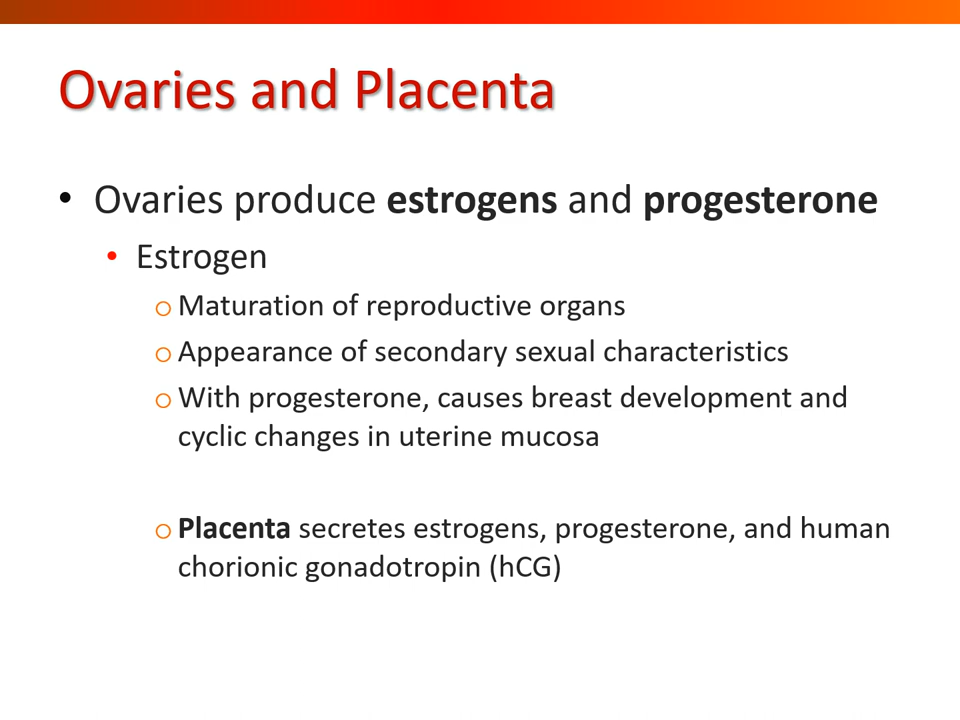 Ovaries and Placenta
• Ovaries produce estrogens and progesterone
• Estrogen
o Maturation of reproductive organs
o Appearance of secondary sexual characteristics
o With progesterone, causes breast development and
cyclic changes in uterine mucosa
o Placenta secretes estrogens, progesterone, and human
chorionic gonadotropin (hCG)